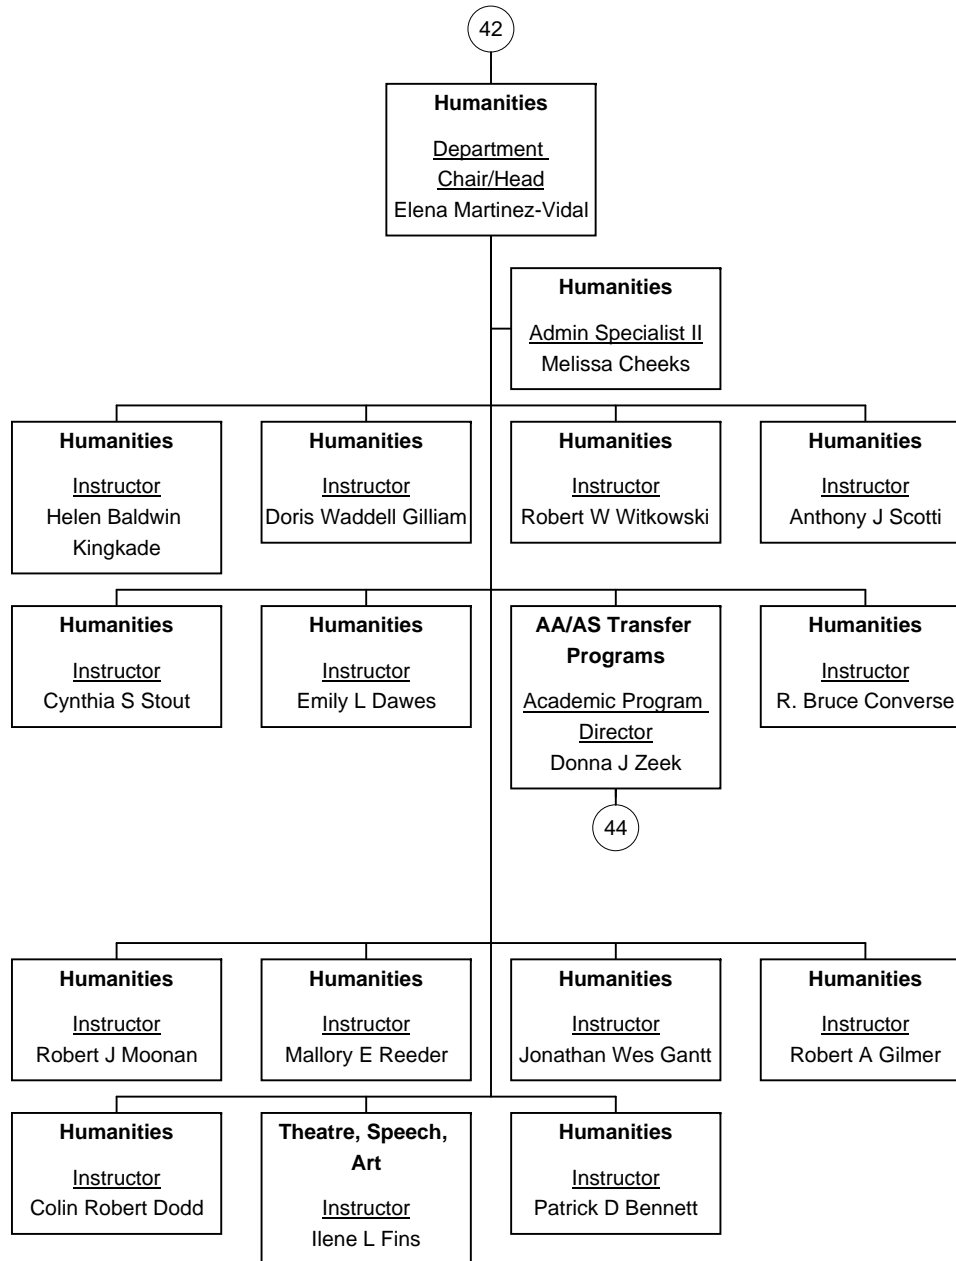 42
Humanities
Department
Chair/Head
Elena Martinez-Vidal
Humanities
Admin Specialist II
Melissa Cheeks
Humanities
Instructor
Helen Baldwin
Kingkade
Humanities
Instructor
Doris Waddell Gilliam
Humanities
Instructor
Robert W Witkowski
Humanities
Instructor
Anthony J Scotti
Humanities
Instructor
Cynthia S Stout
Humanities
Instructor
Emily L Dawes
AA/AS Transfer
Programs
Academic Program
Director
Donna J Zeek
44
Humanities
Instructor
R. Bruce Converse
Humanities
Instructor
Robert J Moonan
Humanities
Instructor
Mallory E Reeder
Humanities
Instructor
Jonathan Wes Gantt
Humanities
Instructor
Robert A Gilmer
Humanities
Instructor
Colin Robert Dodd
Theatre, Speech,
Art
Instructor
Ilene L Fins
Humanities
Instructor
Patrick D Bennett